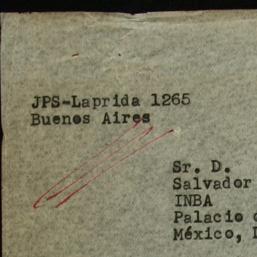 JPS-Laprida 1265
Buenos Aires
Sr. D.
Salvador
INBA
Palacio
México,